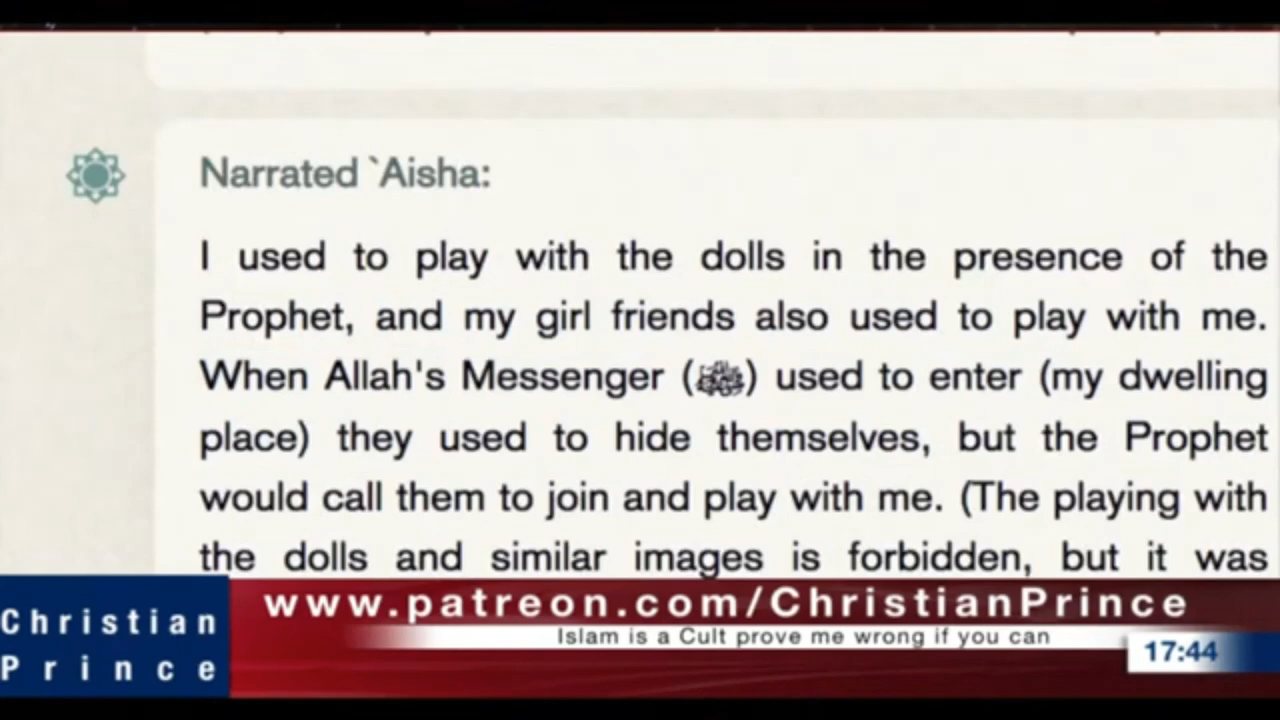 Narrated `Aisha:
I used to play with the dolls in the presence of the
Prophet, and my girl friends also used to play with me.
When Allah's Messenger (ﷺ) used to enter (my dwelling
place) they used to hide themselves, but the Prophet
would call them to join and play with me. (The playing with
the dolls and similar images is forbidden, but it was
Christian
Prince
www.patreon.com/ChristianPrince
Islam is a Cult prove me wrong if you can
17:44